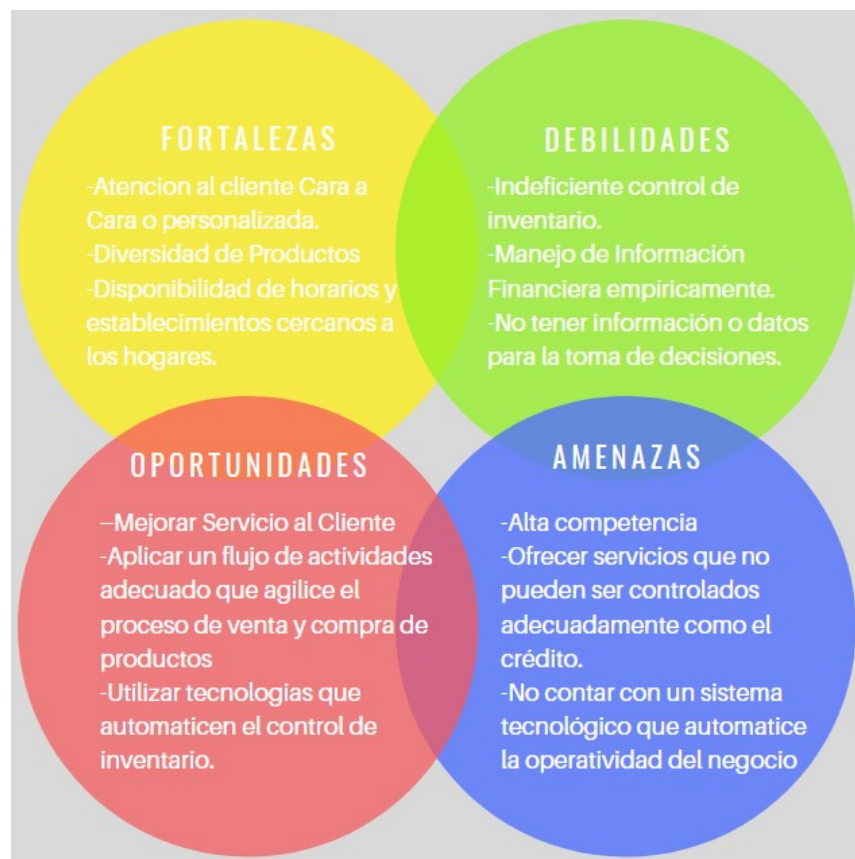 FORTALEZAS
-Atencion al cliente Cara a
Cara o personalizada.
-Diversidad de Productos
-Disponibilidad de horarios y
establecimientos cercanos a
los hogares.
DEBILIDADES
-Indeficiente control de
inventario.
-Manejo de Información
Financiera empíricamente.
-No tener información o datos
para la toma de decisiones.
OPORTUNIDADES
--Mejorar Servicio al Cliente
-Aplicar un flujo de actividades
adecuado que agilice el
proceso de venta y compra de
productos
-Utilizar tecnologias que
automaticen el control de
inventario.
AMENAZAS
-Alta competencia
-Ofrecer servicios que no
pueden ser controlados
adecuadamente como el
crédito.
-No contar con un sistema
tecnológico que automatice
la operatividad del negocio